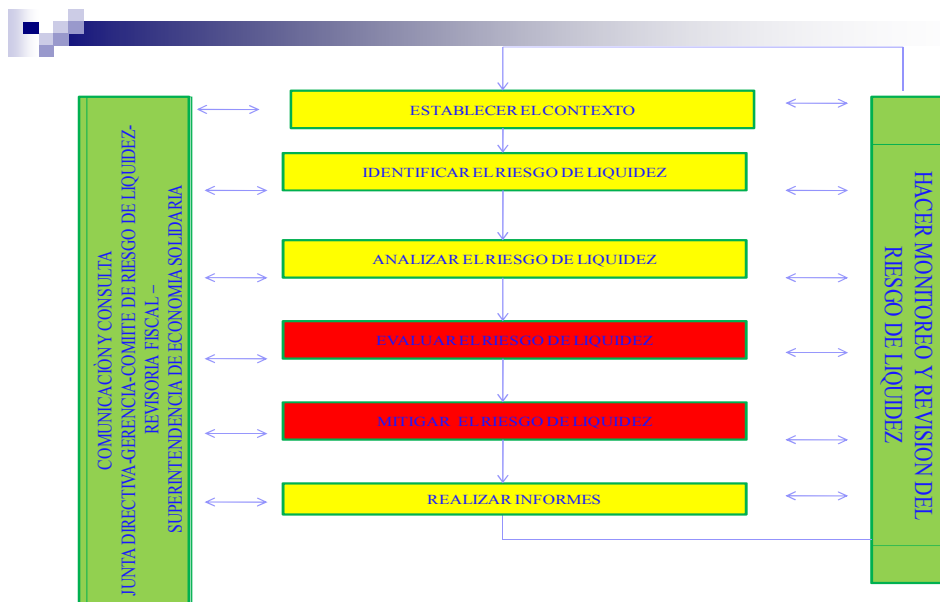 COMUNICACIÒN Y CONSULTA
JUNTA DIRECTIVA-GERENCIA-COMITE DE RIESGO DE LIQUIDEZ-
REVISORIA FISCAL –
SUPERINTENDENCIA DE ECONOMIA SOLIDARIA
ESTABLECER EL CONTEXTO
IDENTIFICAR EL RIESGO DE LIQUIDEZ
ANALIZAR EL RIESGO DE LIQUIDEZ
EVALUAR EL RIESGO DE LIQUIDEZ
MITIGAR EL RIESGO DE LIQUIDEZ
REALIZAR INFORMES
HACER MONITOREO Y REVISION DEL
RIESGO DE LIQUIDEZ